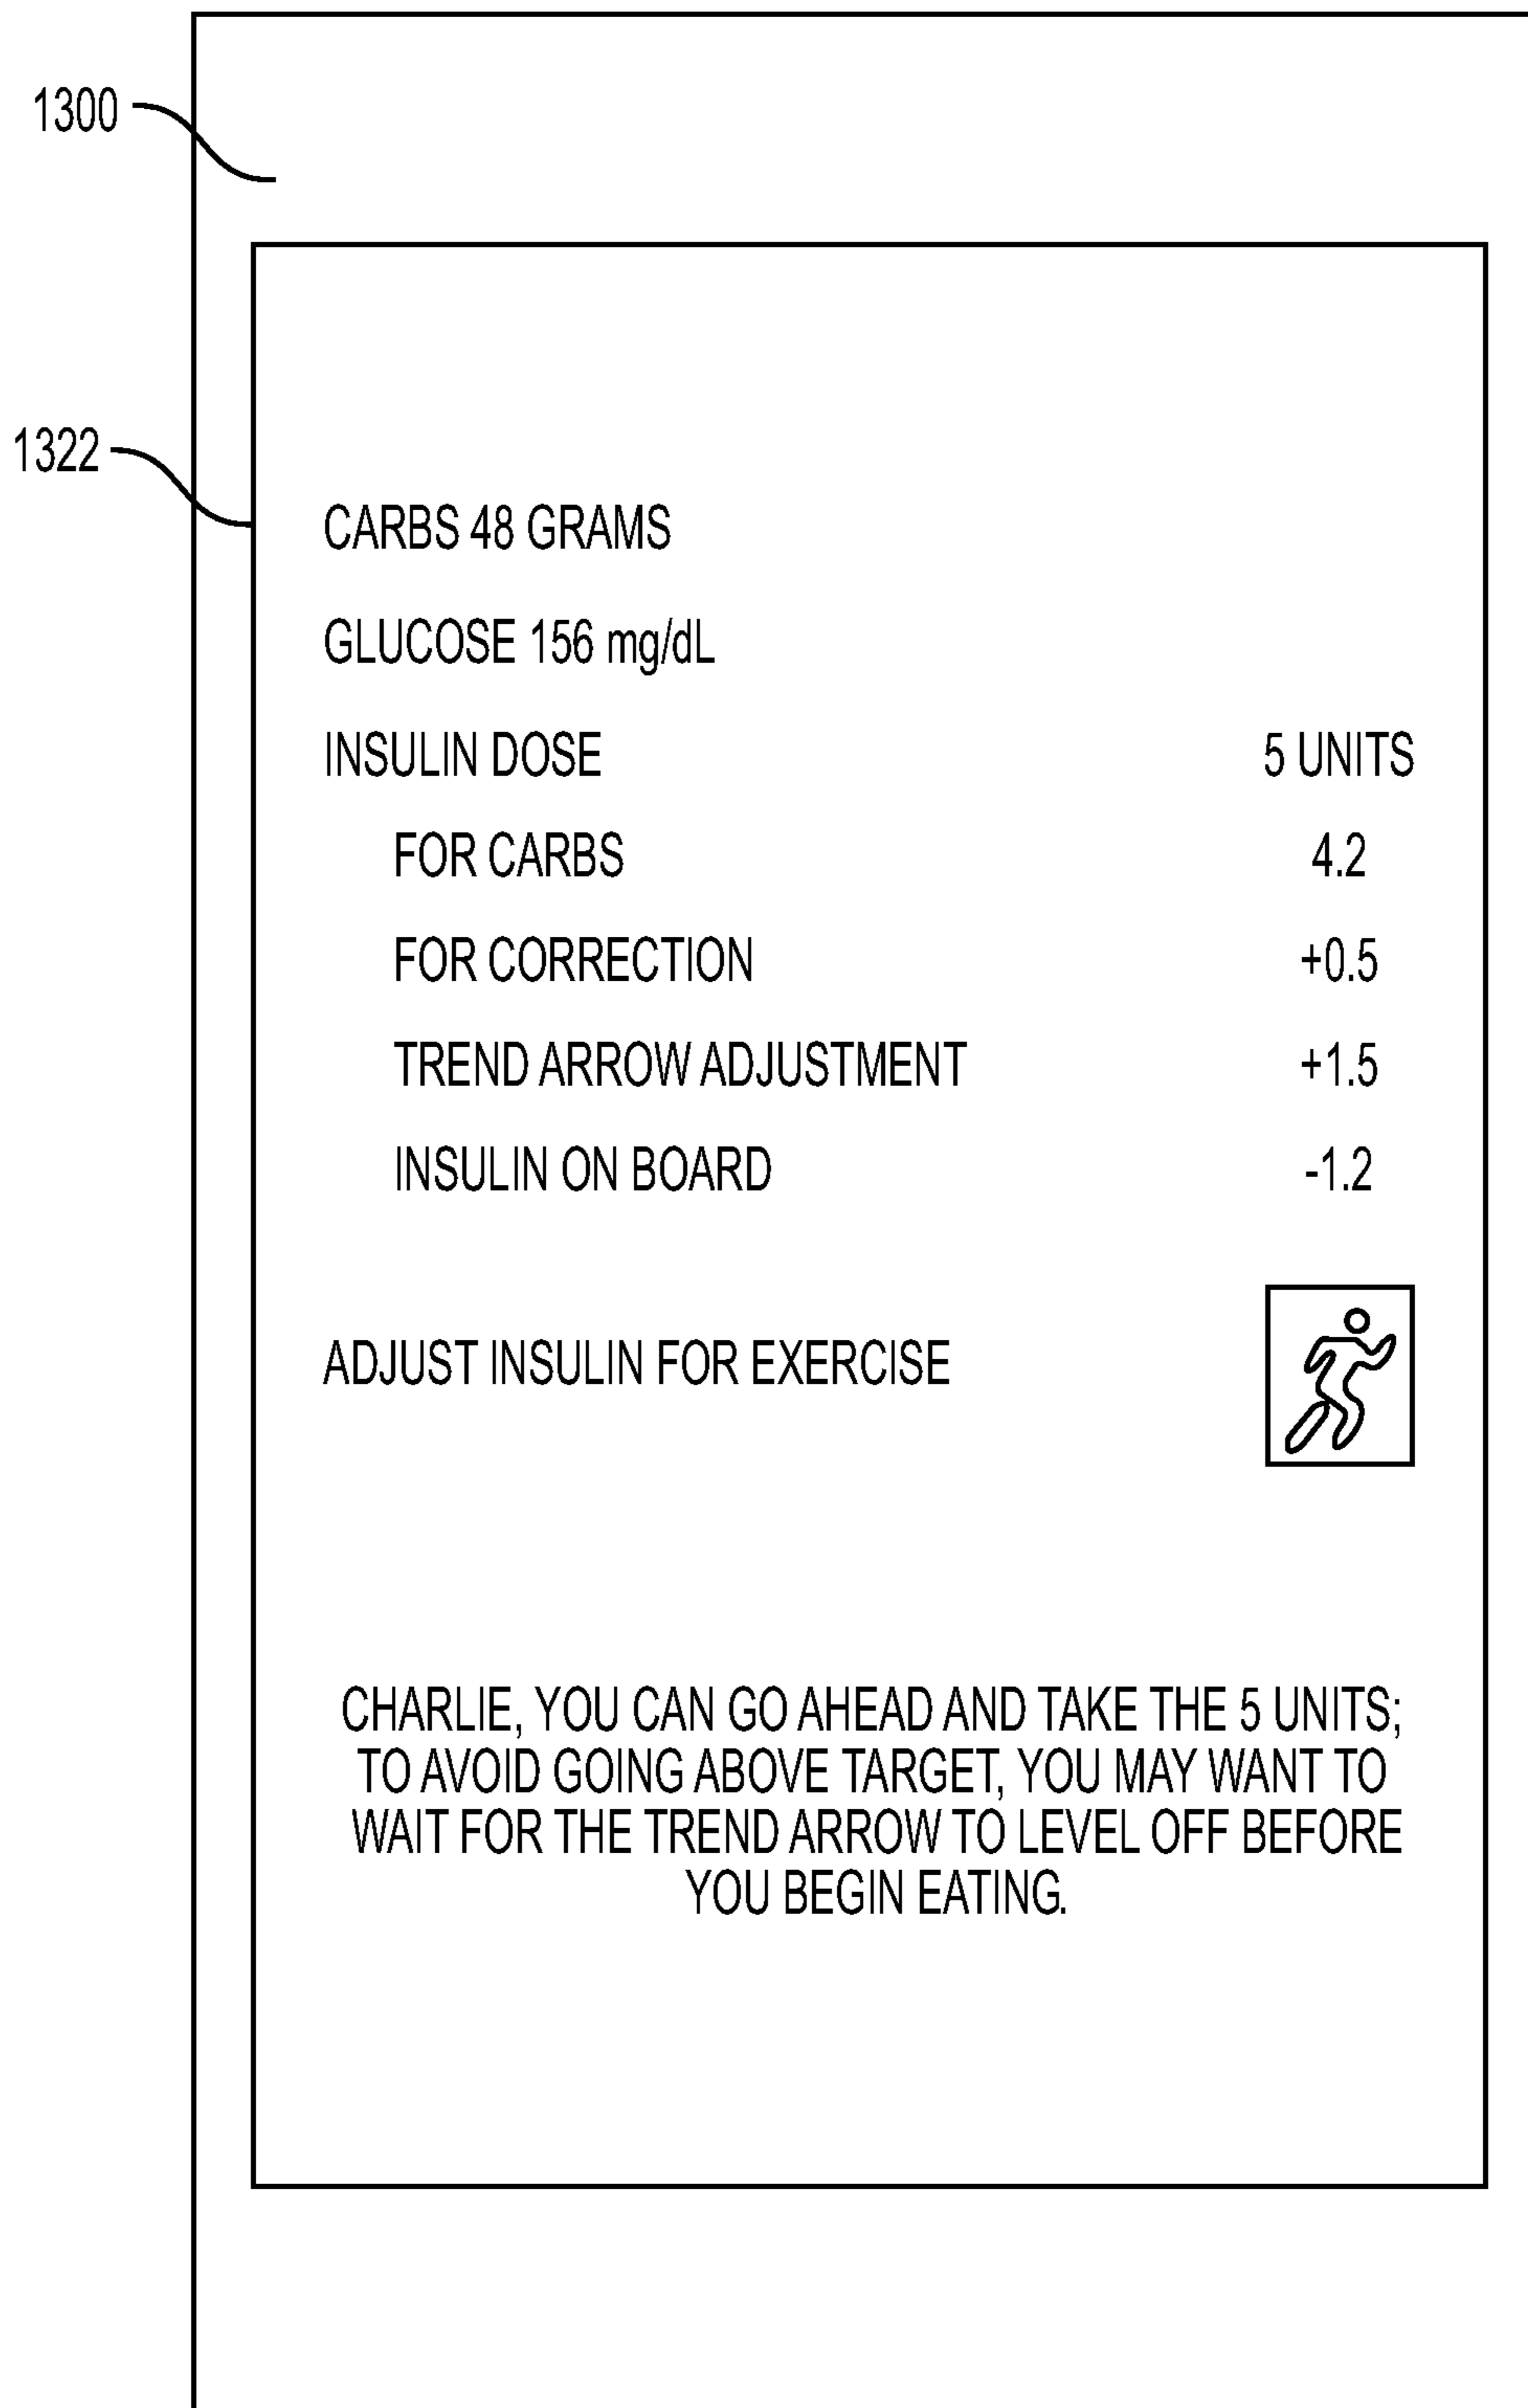 1300
1322
CARBS 48 GRAMS
GLUCOSE 156 mg/dL
INSULIN DOSE 5 UNITS
FOR CARBS 4.2
FOR CORRECTION +0.5
TREND ARROW ADJUSTMENT +1.5
INSULIN ON BOARD -1.2
ADJUST INSULIN FOR EXERCISE
CHARLIE, YOU CAN GO AHEAD AND TAKE THE 5 UNITS;
TO AVOID GOING ABOVE TARGET, YOU MAY WANT TO
WAIT FOR THE TREND ARROW TO LEVEL OFF BEFORE
YOU BEGIN EATING.